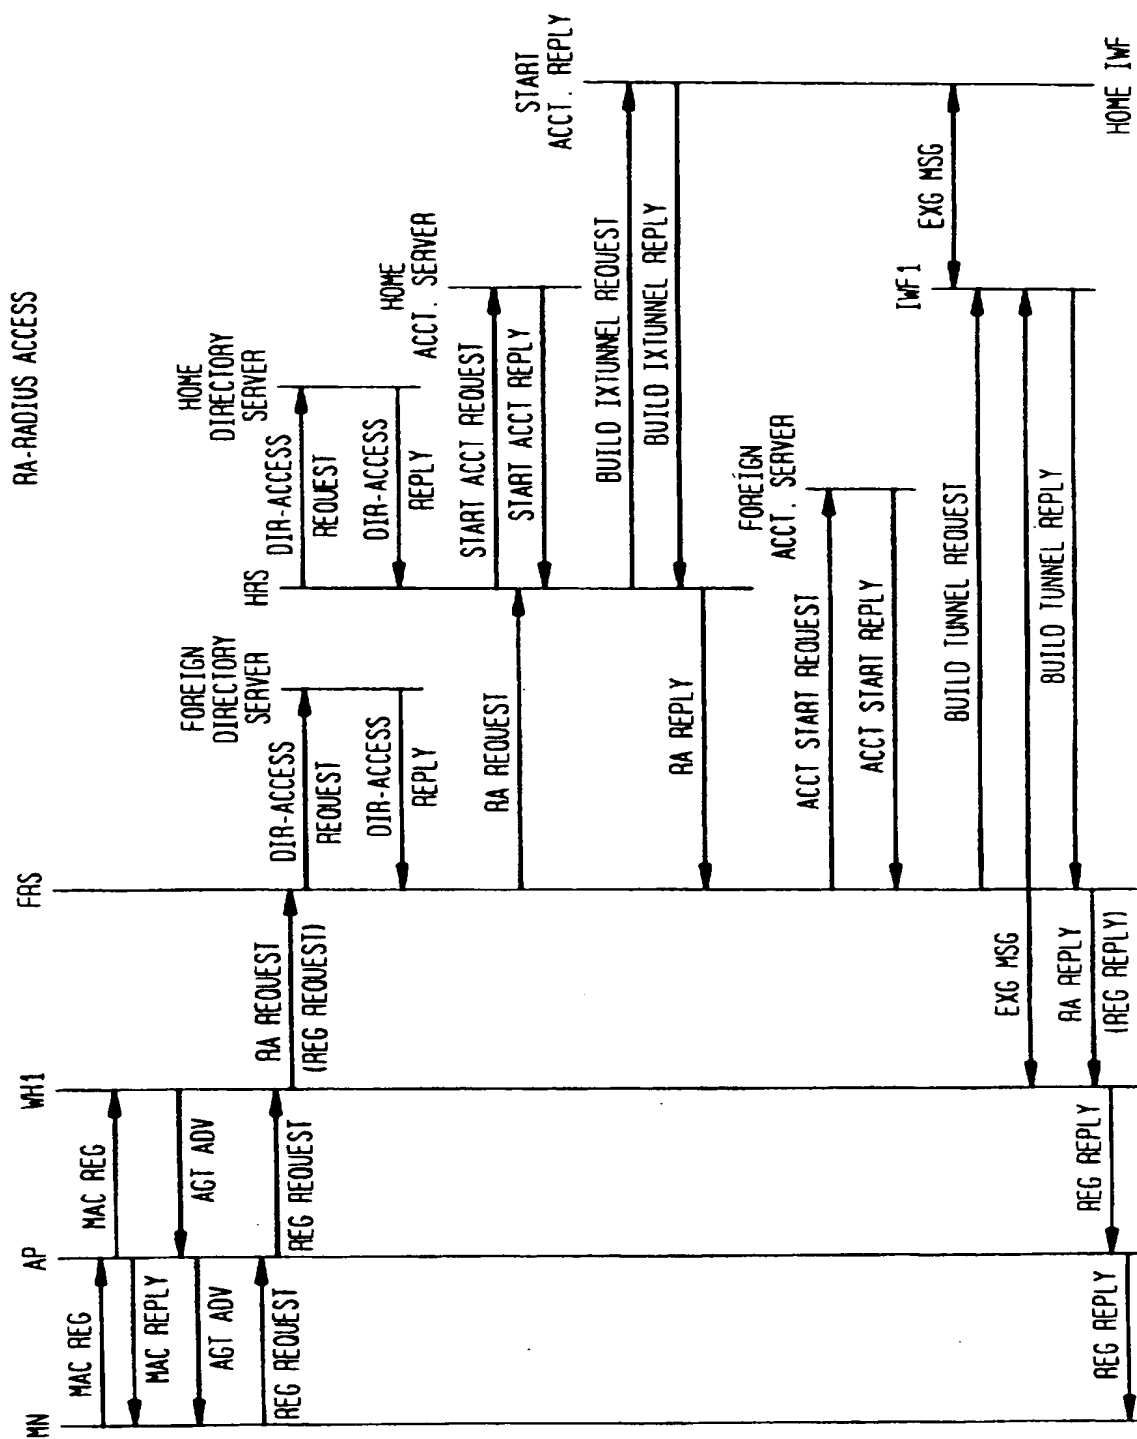 RA-RADIUS ACCESS
MN
AP
WH1
FRS
FOREIGN
DIRECTORY
SERVER
HRS
HOME
DIRECTORY
SERVER
HOME
ACCT. SERVER
START
ACCT. REPLY
MAC REG
MAC REG
MAC REPLY
AGT ADV
AGT ADV
REG REQUEST
REG REQUEST
RA REQUEST
(REG REQUEST)
DIR-ACCESS
REQUEST
DIR-ACCESS
REPLY
DIR-ACCESS
REQUEST
DIR-ACCESS
REPLY
RA REQUEST
START ACCT REQUEST
START ACCT REPLY
BUILD IXTUNNEL REQUEST
BUILD IXTUNNEL REPLY
RA REPLY
FOREIGN
ACCT. SERVER
ACCT START REQUEST
ACCT START REPLY
IWF1
BUILD TUNNEL REQUEST
EXG MSG
EXG MSG
BUILD TUNNEL REPLY
RA REPLY
(REG REPLY)
REG REPLY
REG REPLY
HOME IWF